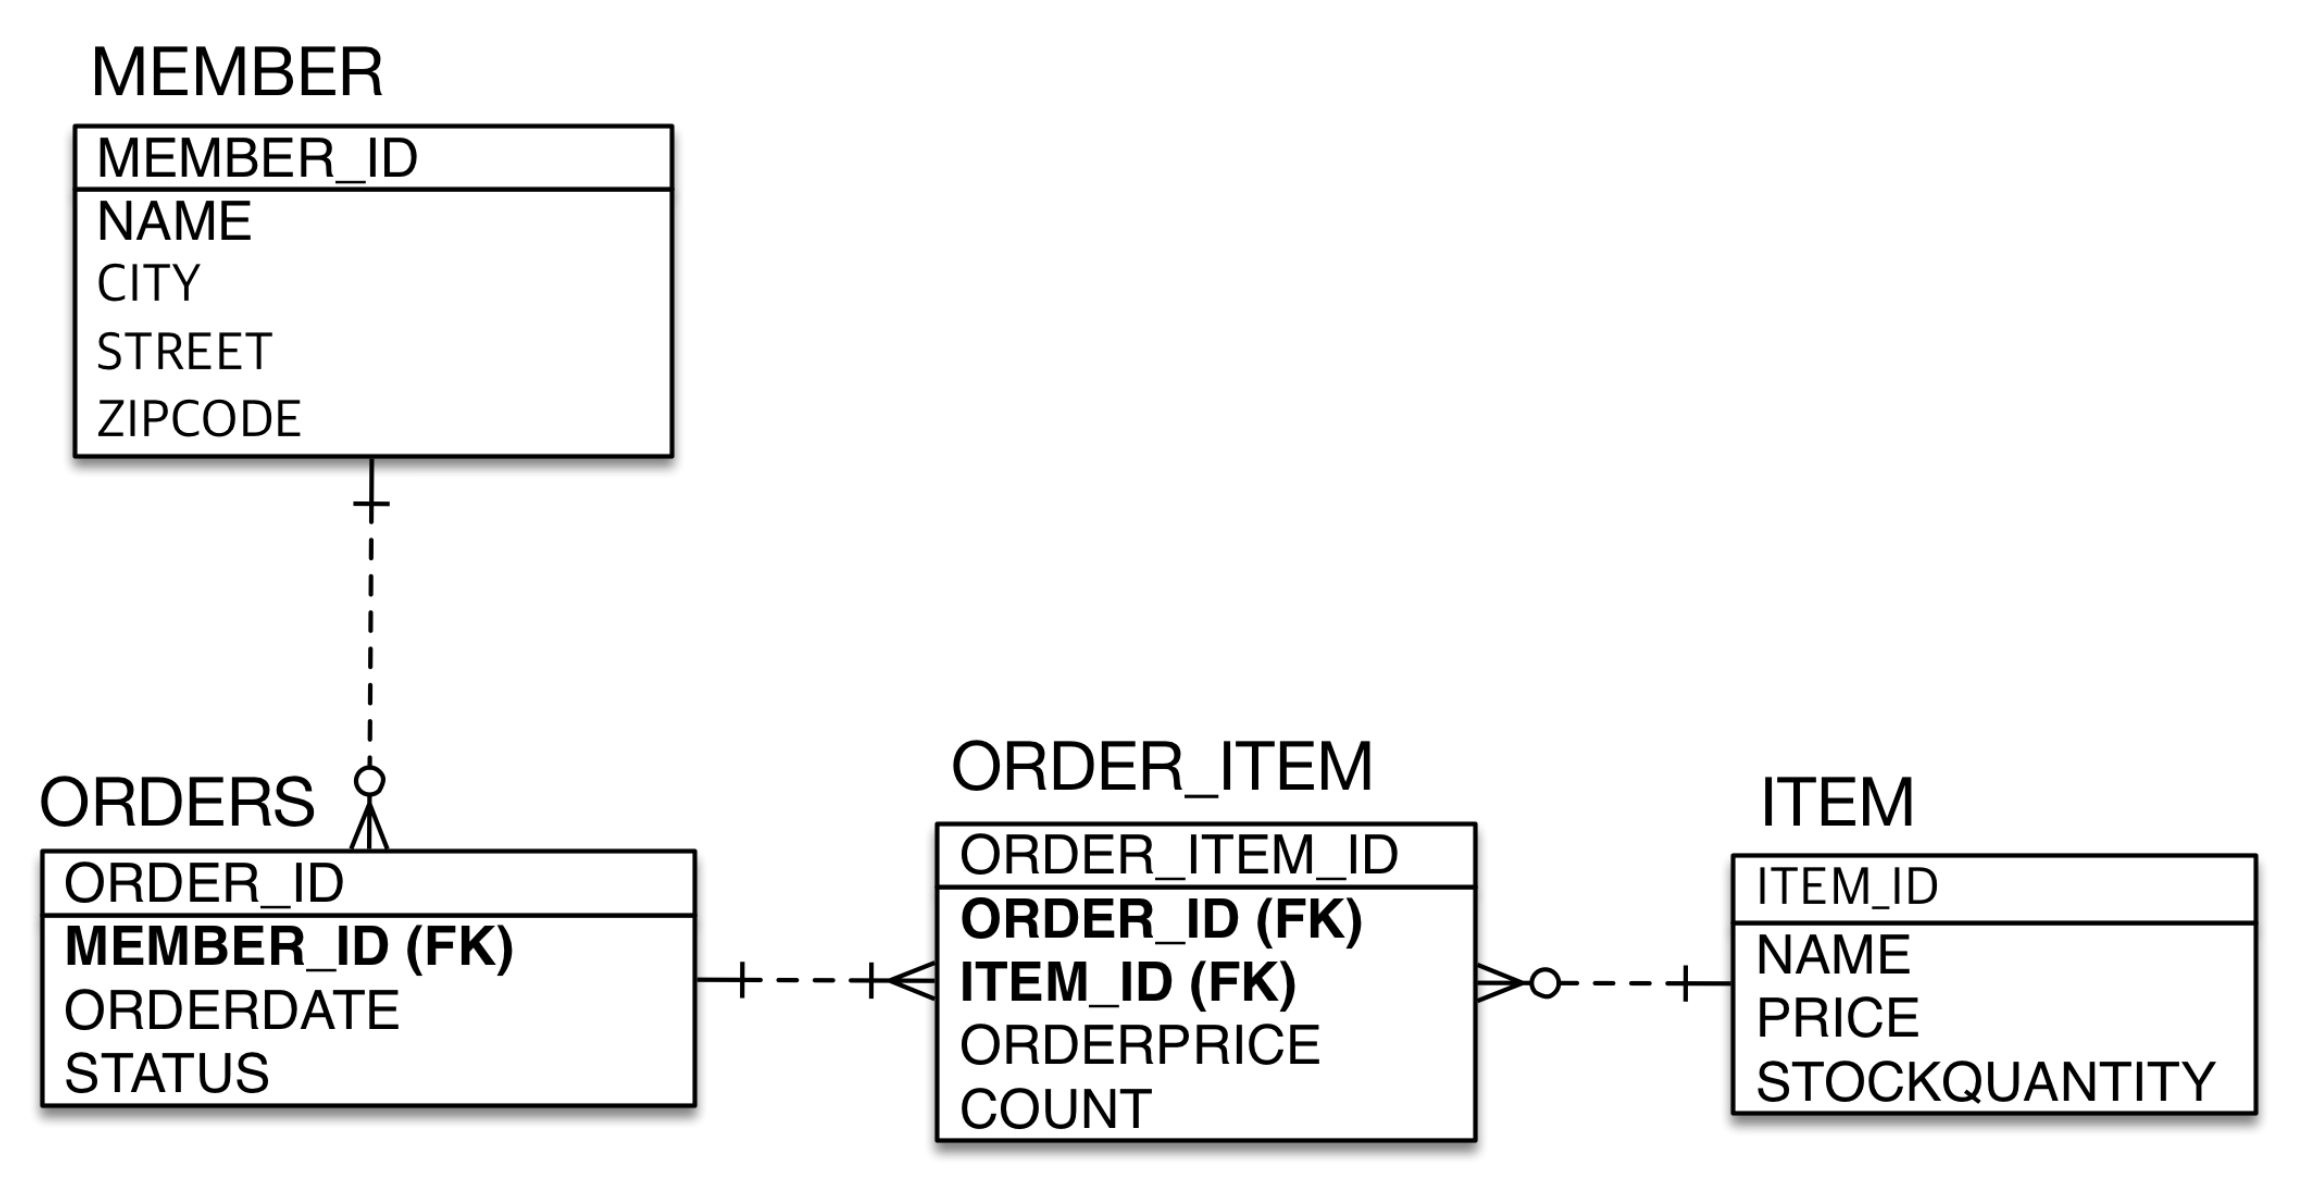 MEMBER
MEMBER_ID
NAME
CITY
STREET
ZIPCODE
ORDERS
ORDER_ID
MEMBER_ID (FK)
ORDERDATE
STATUS
ORDER_ITEM
ORDER_ITEM_ID
ORDER_ID (FK)
ITEM_ID (FK)
ORDERPRICE
COUNT
ITEM
ITEM_ID
NAME
PRICE
STOCKQUANTITY